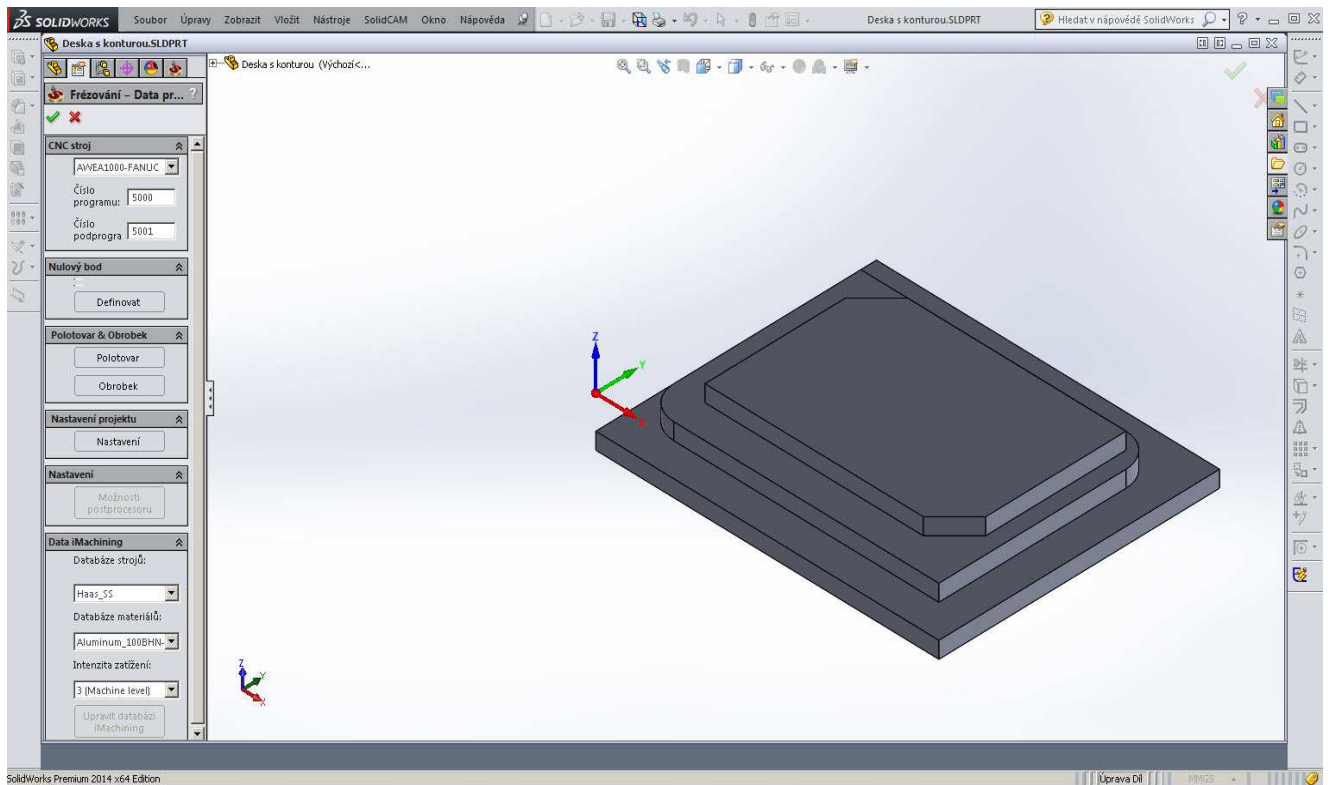 SOLIDWORKS Soubor Úpravy Zobrazit Vložit Nástroje SolidCAM Okno Nápověda Deska s konturou.SLDPRT Hledat v nápovědě SolidWorks
Deska s konturou.SLDPRT
Deska s konturou (Výchozí<...
Frézování – Data pr... ?
CNC stroj
AWEA1000-FANUC
Číslo
programu: 5000
Číslo
podprogra 5001
Nulový bod
Definovat
Polotovar & Obrobek
Polotovar
Obrobek
Nastavení projektu
Nastavení
Nastavení
Možnosti
postprocesoru
Data iMachining
Databáze strojů:
Haas_SS
Databáze materiálů:
Aluminum_100BHN-
Intenzita zatížení:
3 (Machine level)
Upravit databázi
iMachining
Z
Y
X
Z
Y
X
SolidWorks Premium 2014 x64 Edition Úprava Díl MMGS